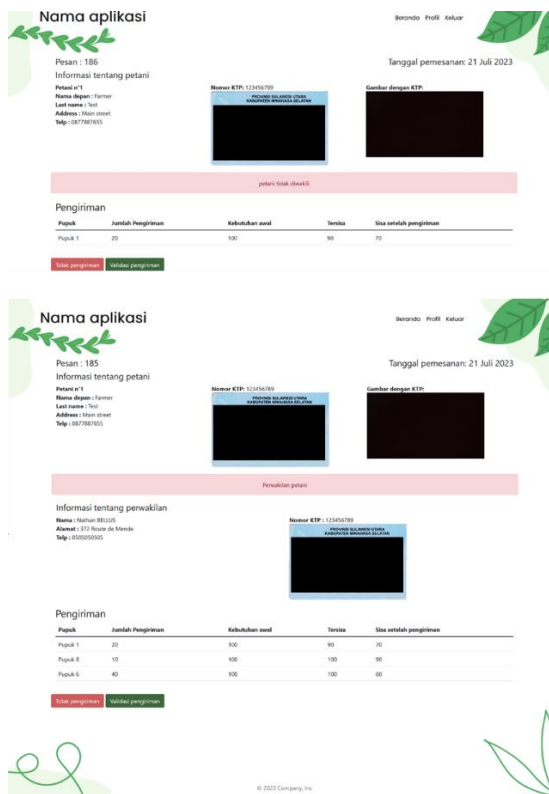 Nama aplikasi
Beranda Profil Keluar
Pesan : 186
Tanggal pemesanan: 21 Juli 2023
Informasi tentang petani
Petani n°1
Nama depan : Farmer
Last name : Test
Address : Main street
Telp : 0877887655
Nomor KTP: 123456789
PROVINSI SULAWESI UTARA
KABUPATEN MINAHASA SELATAN
Gambar dengan KTP:
petani tidak diwakili
Pengiriman
Pupuk Jumlah Pengiriman Kebutuhan awal Tersisa Sisa setelah pengiriman
Pupuk 1 20 100 90 70
Tolak pengiriman Validasi pengiriman
Nama aplikasi
Beranda Profil Keluar
Pesan : 185
Tanggal pemesanan: 21 Juli 2023
Informasi tentang petani
Petani n°1
Nama depan : Farmer
Last name : Test
Address : Main street
Telp : 0877887655
Nomor KTP: 123456789
PROVINSI SULAWESI UTARA
KABUPATEN MINAHASA SELATAN
Gambar dengan KTP:
Perwakilan petani
Informasi tentang perwakilan
Nama : Nathan BELLUS
Alamat : 372 Route de Mende
Telp : 0505050505
Nomor KTP : 123456789
PROVINSI SULAWESI UTARA
KABUPATEN MINAHASA SELATAN
Pengiriman
Pupuk Jumlah Pengiriman Kebutuhan awal Tersisa Sisa setelah pengiriman
Pupuk 1 20 100 90 70
Pupuk 8 10 100 100 90
Pupuk 6 40 100 100 60
Tolak pengiriman Validasi pengiriman
© 2023 Company, Inc